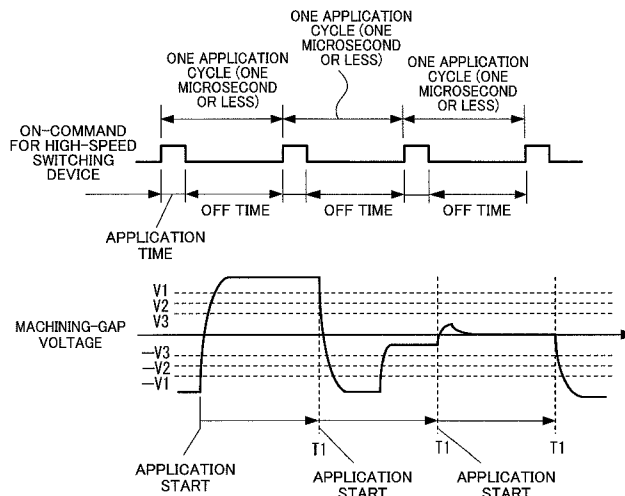 ONE APPLICATION
CYCLE (ONE
MICROSECOND
OR LESS)
ONE APPLICATION
CYCLE (ONE
MICROSECOND
OR LESS)
ONE APPLICATION
CYCLE (ONE
MICROSECOND
OR LESS)
ON-COMMAND
FOR HIGH-SPEED
SWITCHING
DEVICE
OFF TIME
OFF TIME
OFF TIME
APPLICATION
TIME
V1
V2
V3
MACHINING-GAP
VOLTAGE
—V3
—V2
—V1
T1
T1
T1
APPLICATION
START
APPLICATION
START
APPLICATION
START